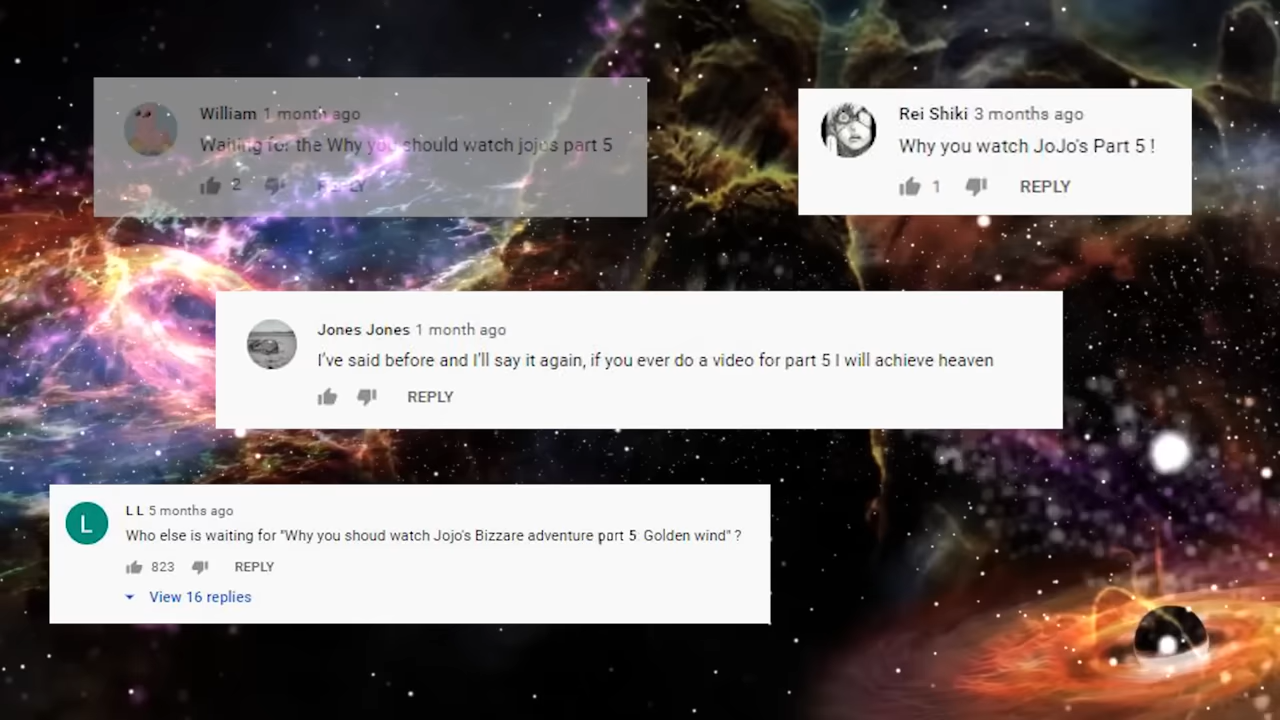 William 1 month ago
Waiting for the Why you should watch jojos part 5
2 REPLY
Rei Shiki 3 months ago
Why you watch JoJo's Part 5 !
1 REPLY
Jones Jones 1 month ago
I've said before and I'll say it again, if you ever do a video for part 5 I will achieve heaven
REPLY
L
L L 5 months ago
Who else is waiting for "Why you shoud watch Jojo's Bizzare adventure part 5: Golden wind" ?
823 REPLY
View 16 replies